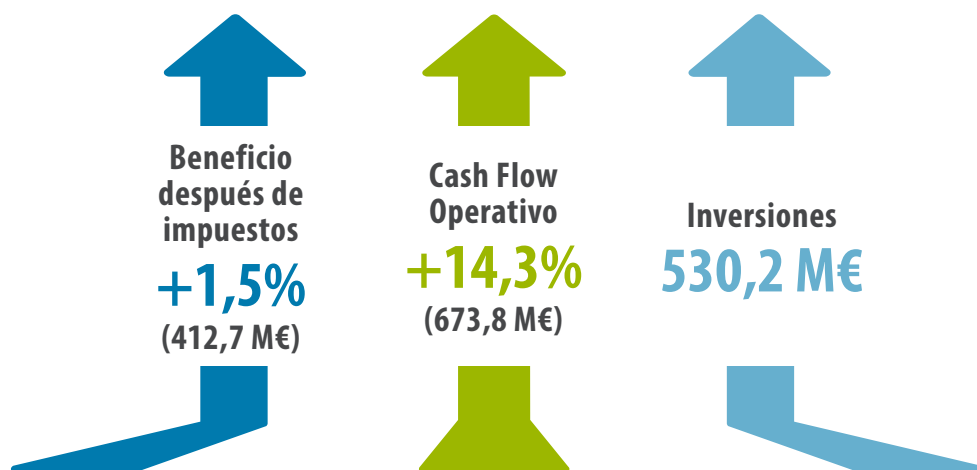 Beneficio
después de
impuestos
+1,5%
(412,7 M€)
Cash Flow
Operativo
+14,3%
(673,8 M€)
Inversiones
530,2 M€